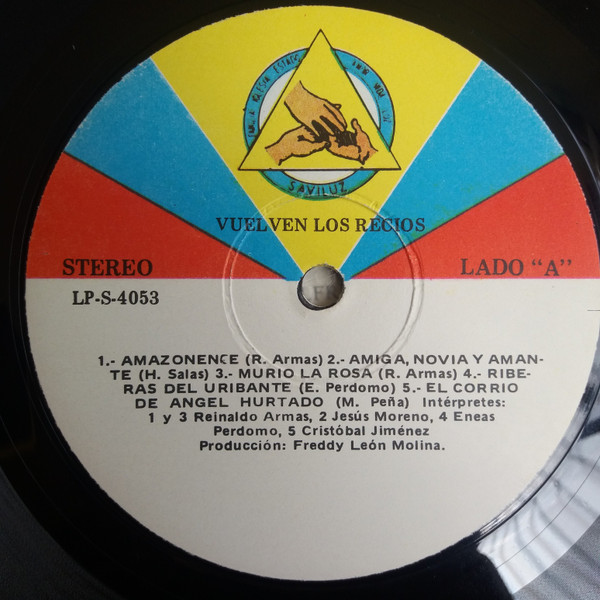 SAVILUZ
VUELVEN LOS RECIOS
STEREO
LADO "A"
LP-S-4053
1.- AMAZONENCE (R. Armas) 2.- AMIGA, NOVIA Y AMAN-
TE (H. Salas) 3.- MURIO LA ROSA (R. Armas) 4.- RIBE-
RAS DEL URIBANTE (E. Perdomo) 5.- EL CORRIO
DE ANGEL HURTADO (M. Peña) Intérpretes:
1 y 3 Reinaldo Armas, 2 Jesús Moreno, 4 Eneas
Perdomo, 5 Cristóbal Jiménez
Producción: Freddy León Molina.